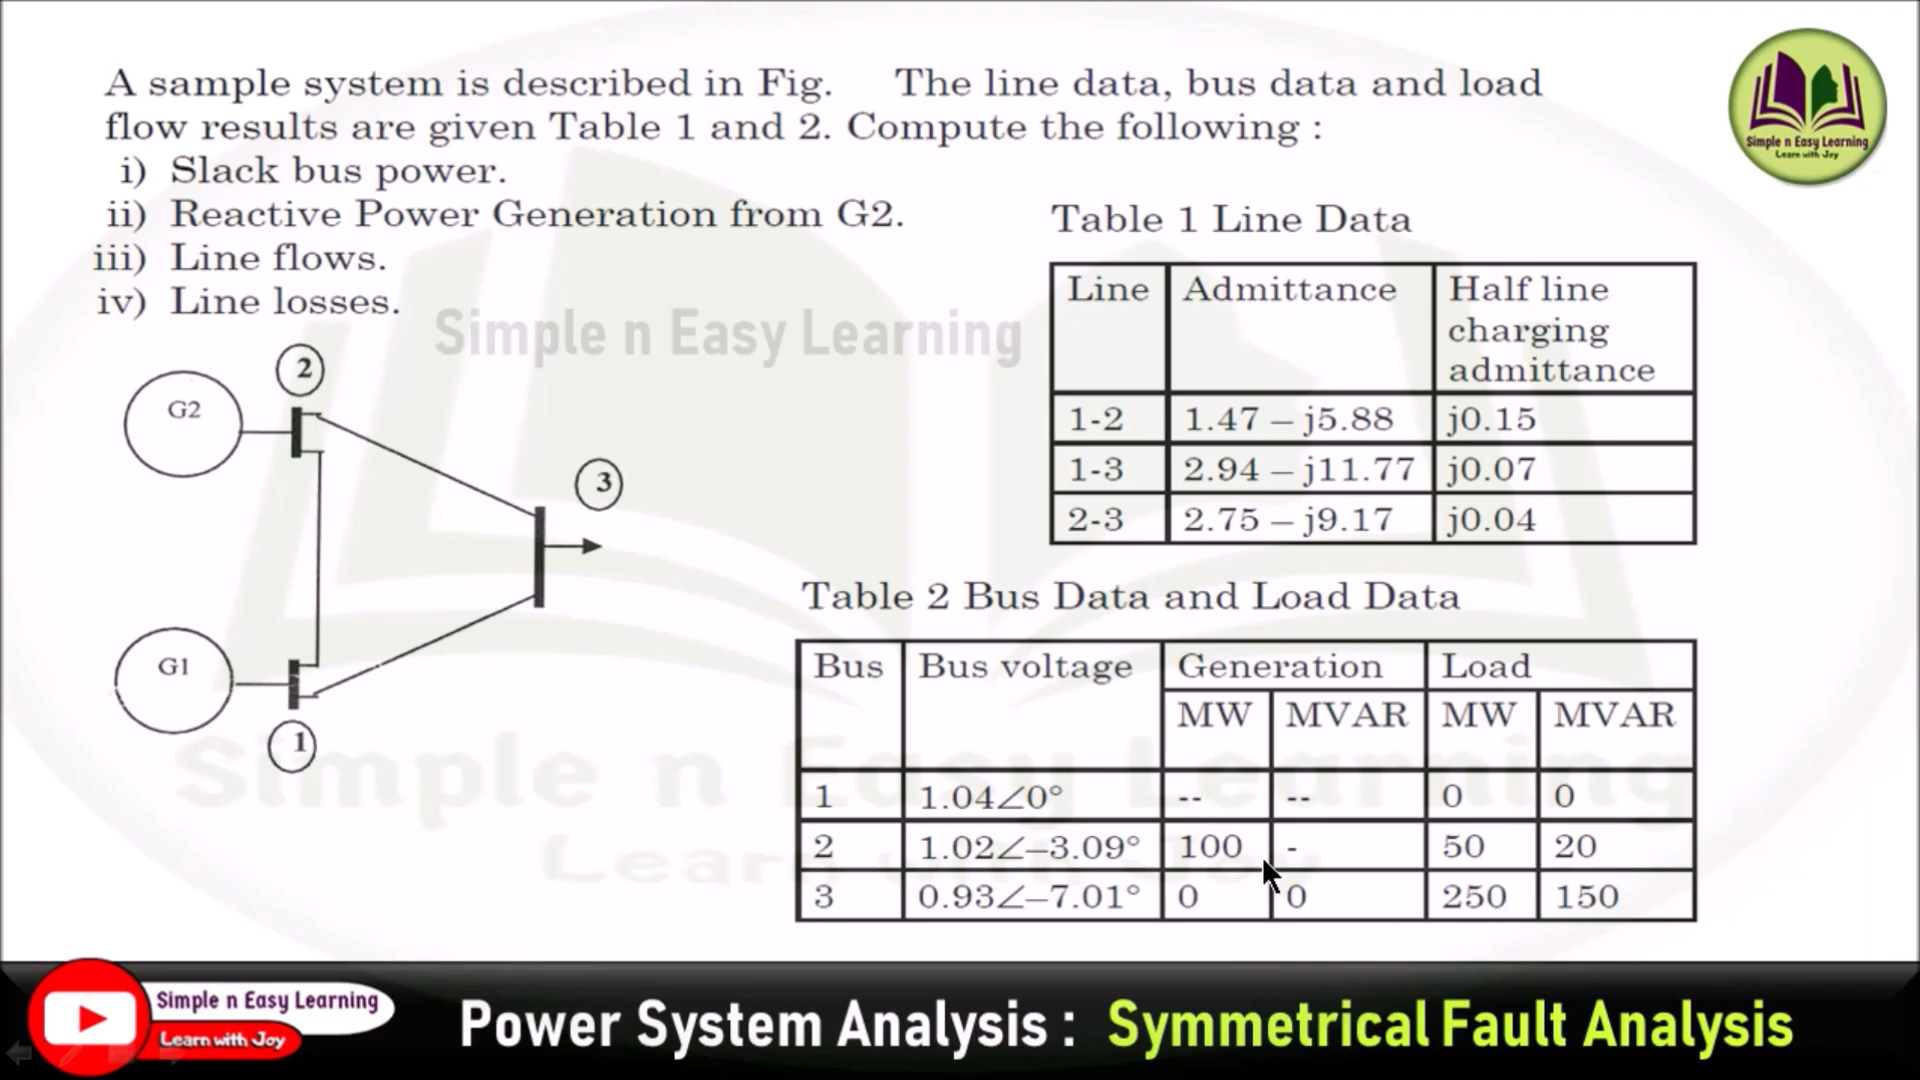 A sample system is described in Fig. The line data, bus data and load
flow results are given Table 1 and 2. Compute the following :
i) Slack bus power.
ii) Reactive Power Generation from G2.
iii) Line flows.
iv) Line losses.
Simple n Easy Learning
Learn with Joy
Table 1 Line Data
Line Admittance Half line charging admittance
1-2 1.47 – j5.88 j0.15
1-3 2.94 – j11.77 j0.07
2-3 2.75 – j9.17 j0.04
Simple n Easy Learning
2
G2
3
G1
1
Table 2 Bus Data and Load Data
Bus Bus voltage Generation Load
MW MVAR MW MVAR
1 1.04∠0° -- -- 0 0
2 1.02∠–3.09° 100 - 50 20
3 0.93∠–7.01° 0 0 250 150
Simple n Easy Learning
Learn with Joy
Simple n Easy Learning
Learn with Joy
Power System Analysis : Symmetrical Fault Analysis